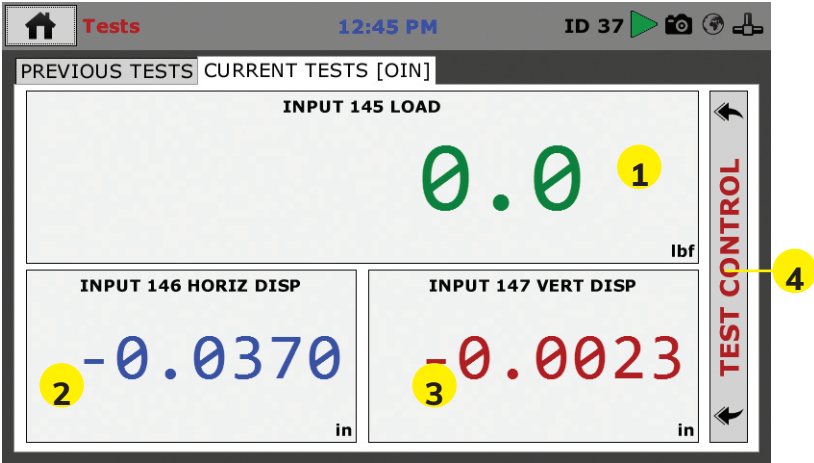 Tests 12:45 PM ID 37
PREVIOUS TESTS CURRENT TESTS [OIN]
INPUT 145 LOAD
0.0
1
lbf
INPUT 146 HORIZ DISP
-0.0370
2
in
INPUT 147 VERT DISP
-0.0023
3
in
TEST CONTROL
4